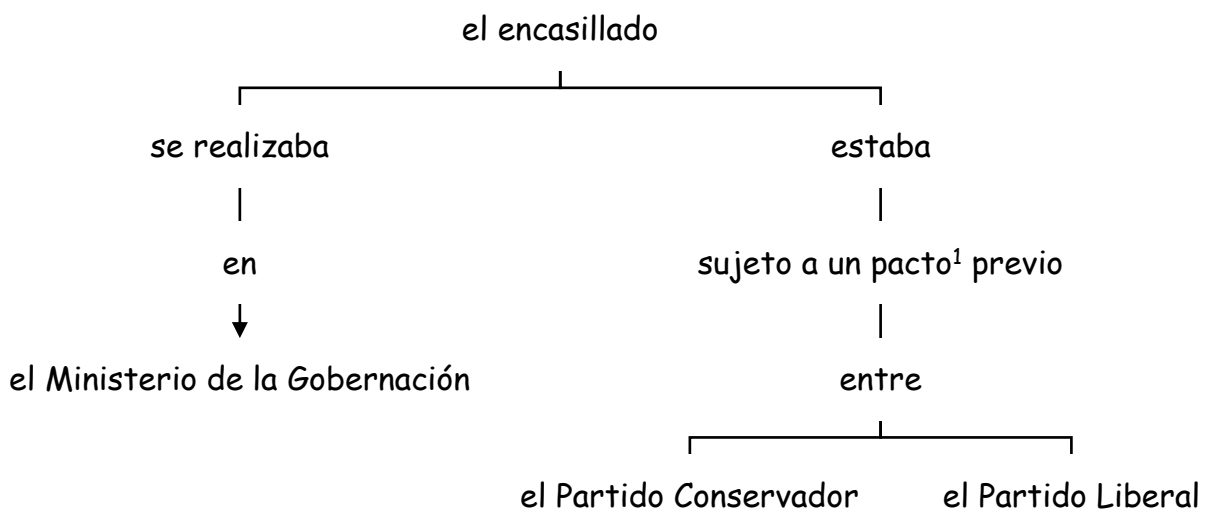 el encasillado
se realizaba estaba
en sujeto a un pacto¹ previo
el Ministerio de la Gobernación entre
el Partido Conservador el Partido Liberal